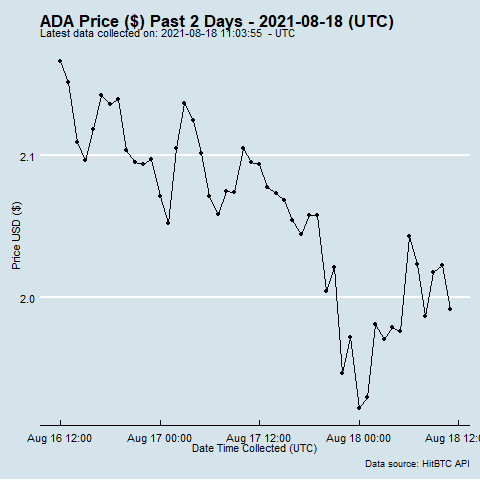 ADA Price ($) Past 2 Days - 2021-08-18 (UTC)
Latest data collected on: 2021-08-18 11:03:55 - UTC
Price USD ($)
2.1
2.0
Aug 16 12:00 Aug 17 00:00 Aug 17 12:00 Aug 18 00:00 Aug 18 12:0
Date Time Collected (UTC)
Data source: HitBTC API